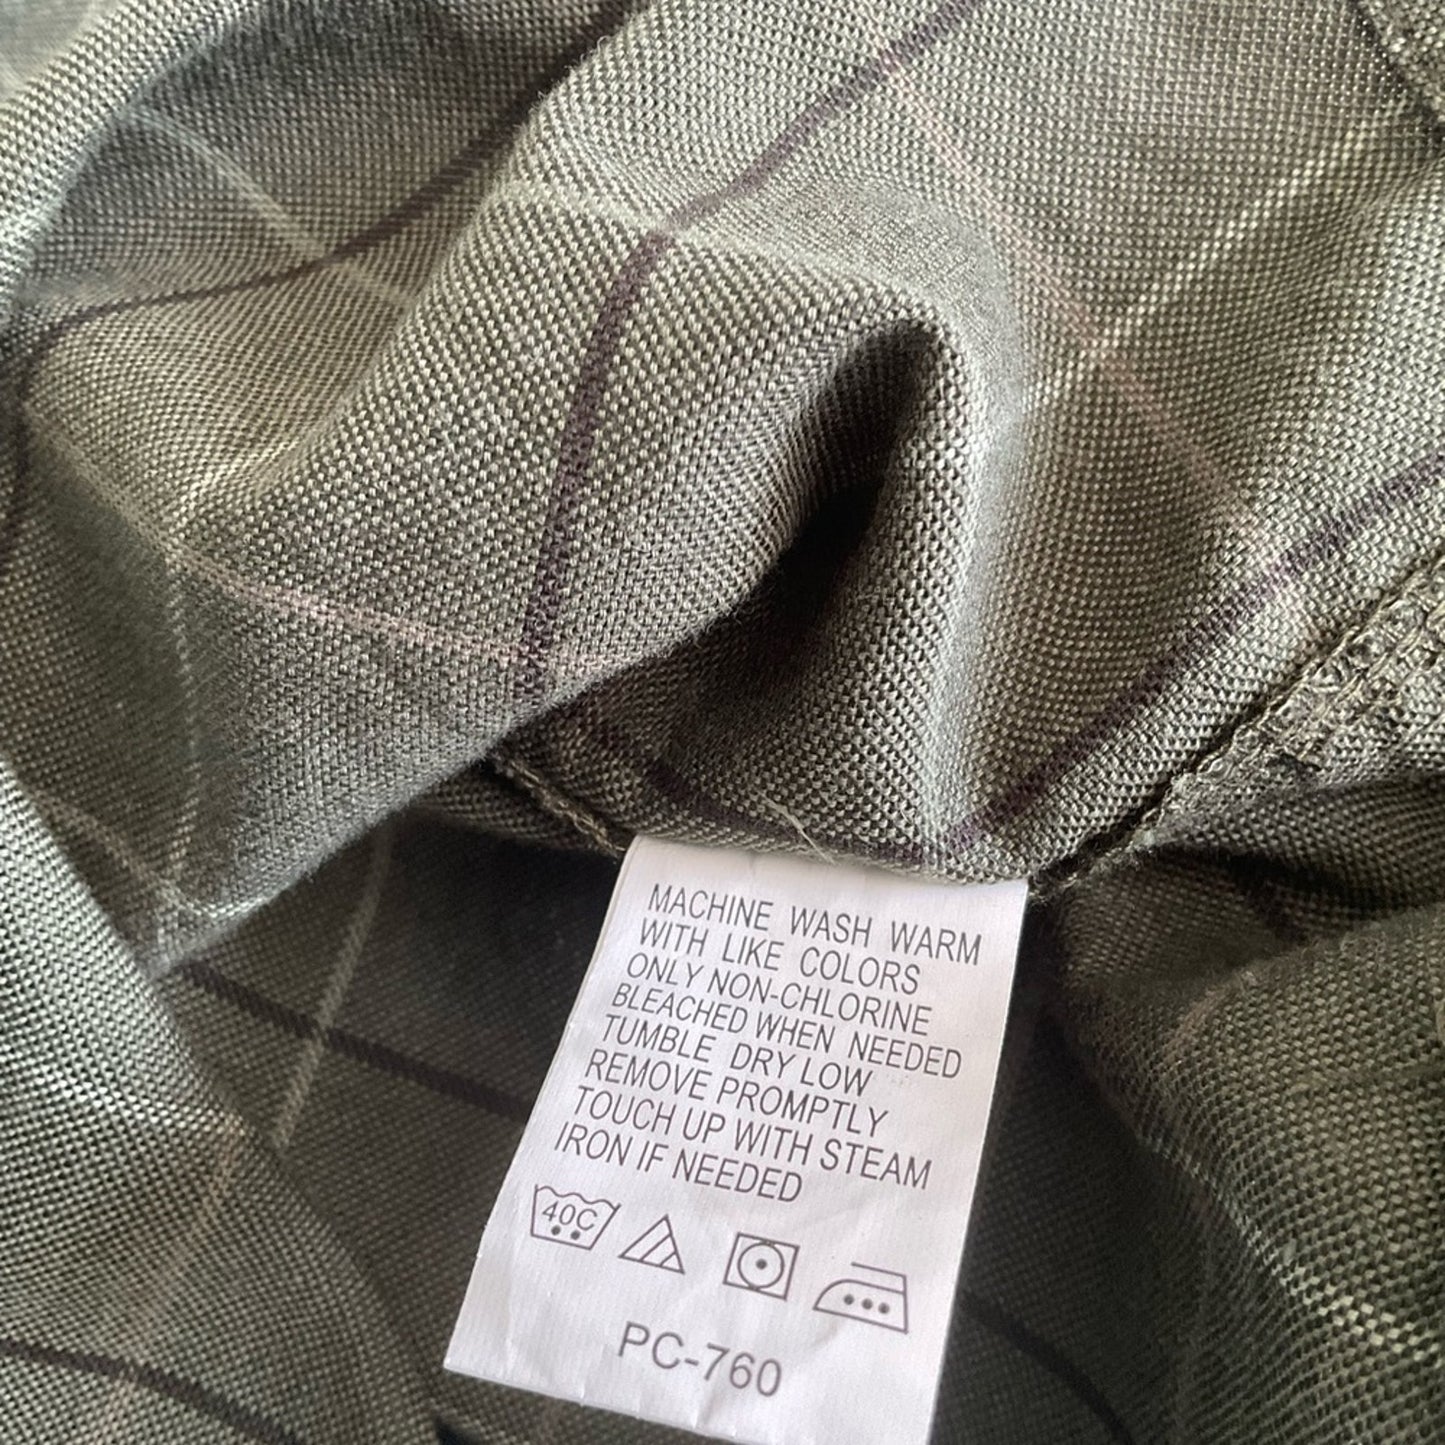 MACHINE WASH WARM
WITH LIKE COLORS
ONLY NON-CHLORINE
BLEACHED WHEN NEEDED
TUMBLE DRY LOW
REMOVE PROMPTLY
TOUCH UP WITH STEAM
IRON IF NEEDED
40C
PC-760